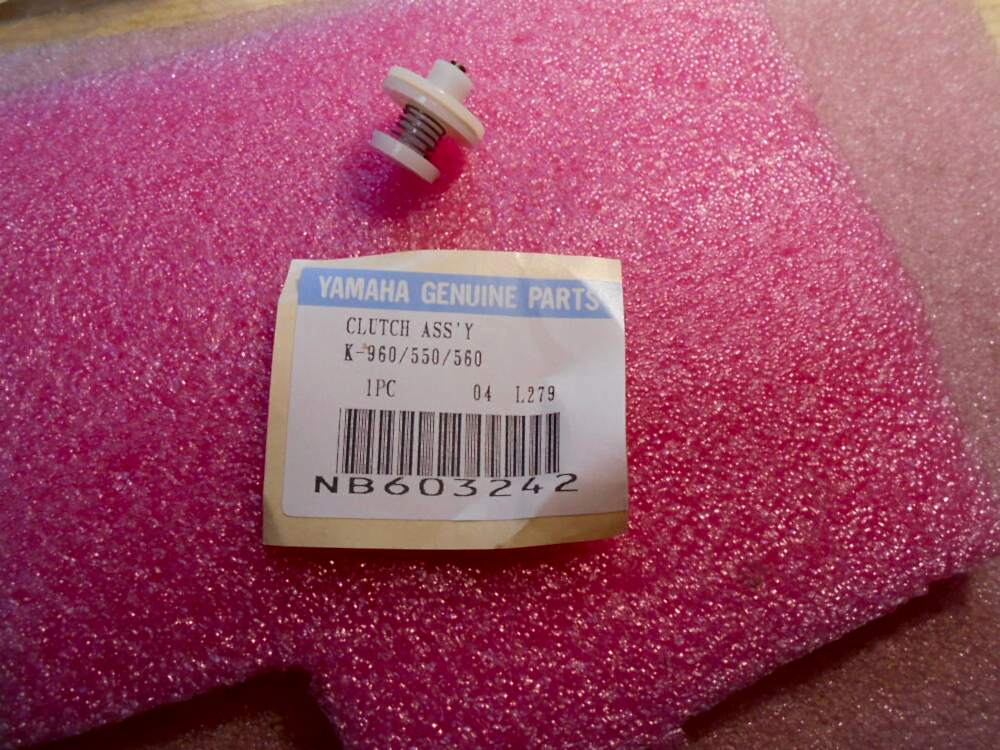 YAMAHA GENUINE PARTS
CLUTCH ASS'Y
K-960/550/560
1PC 04 L279
NB603242